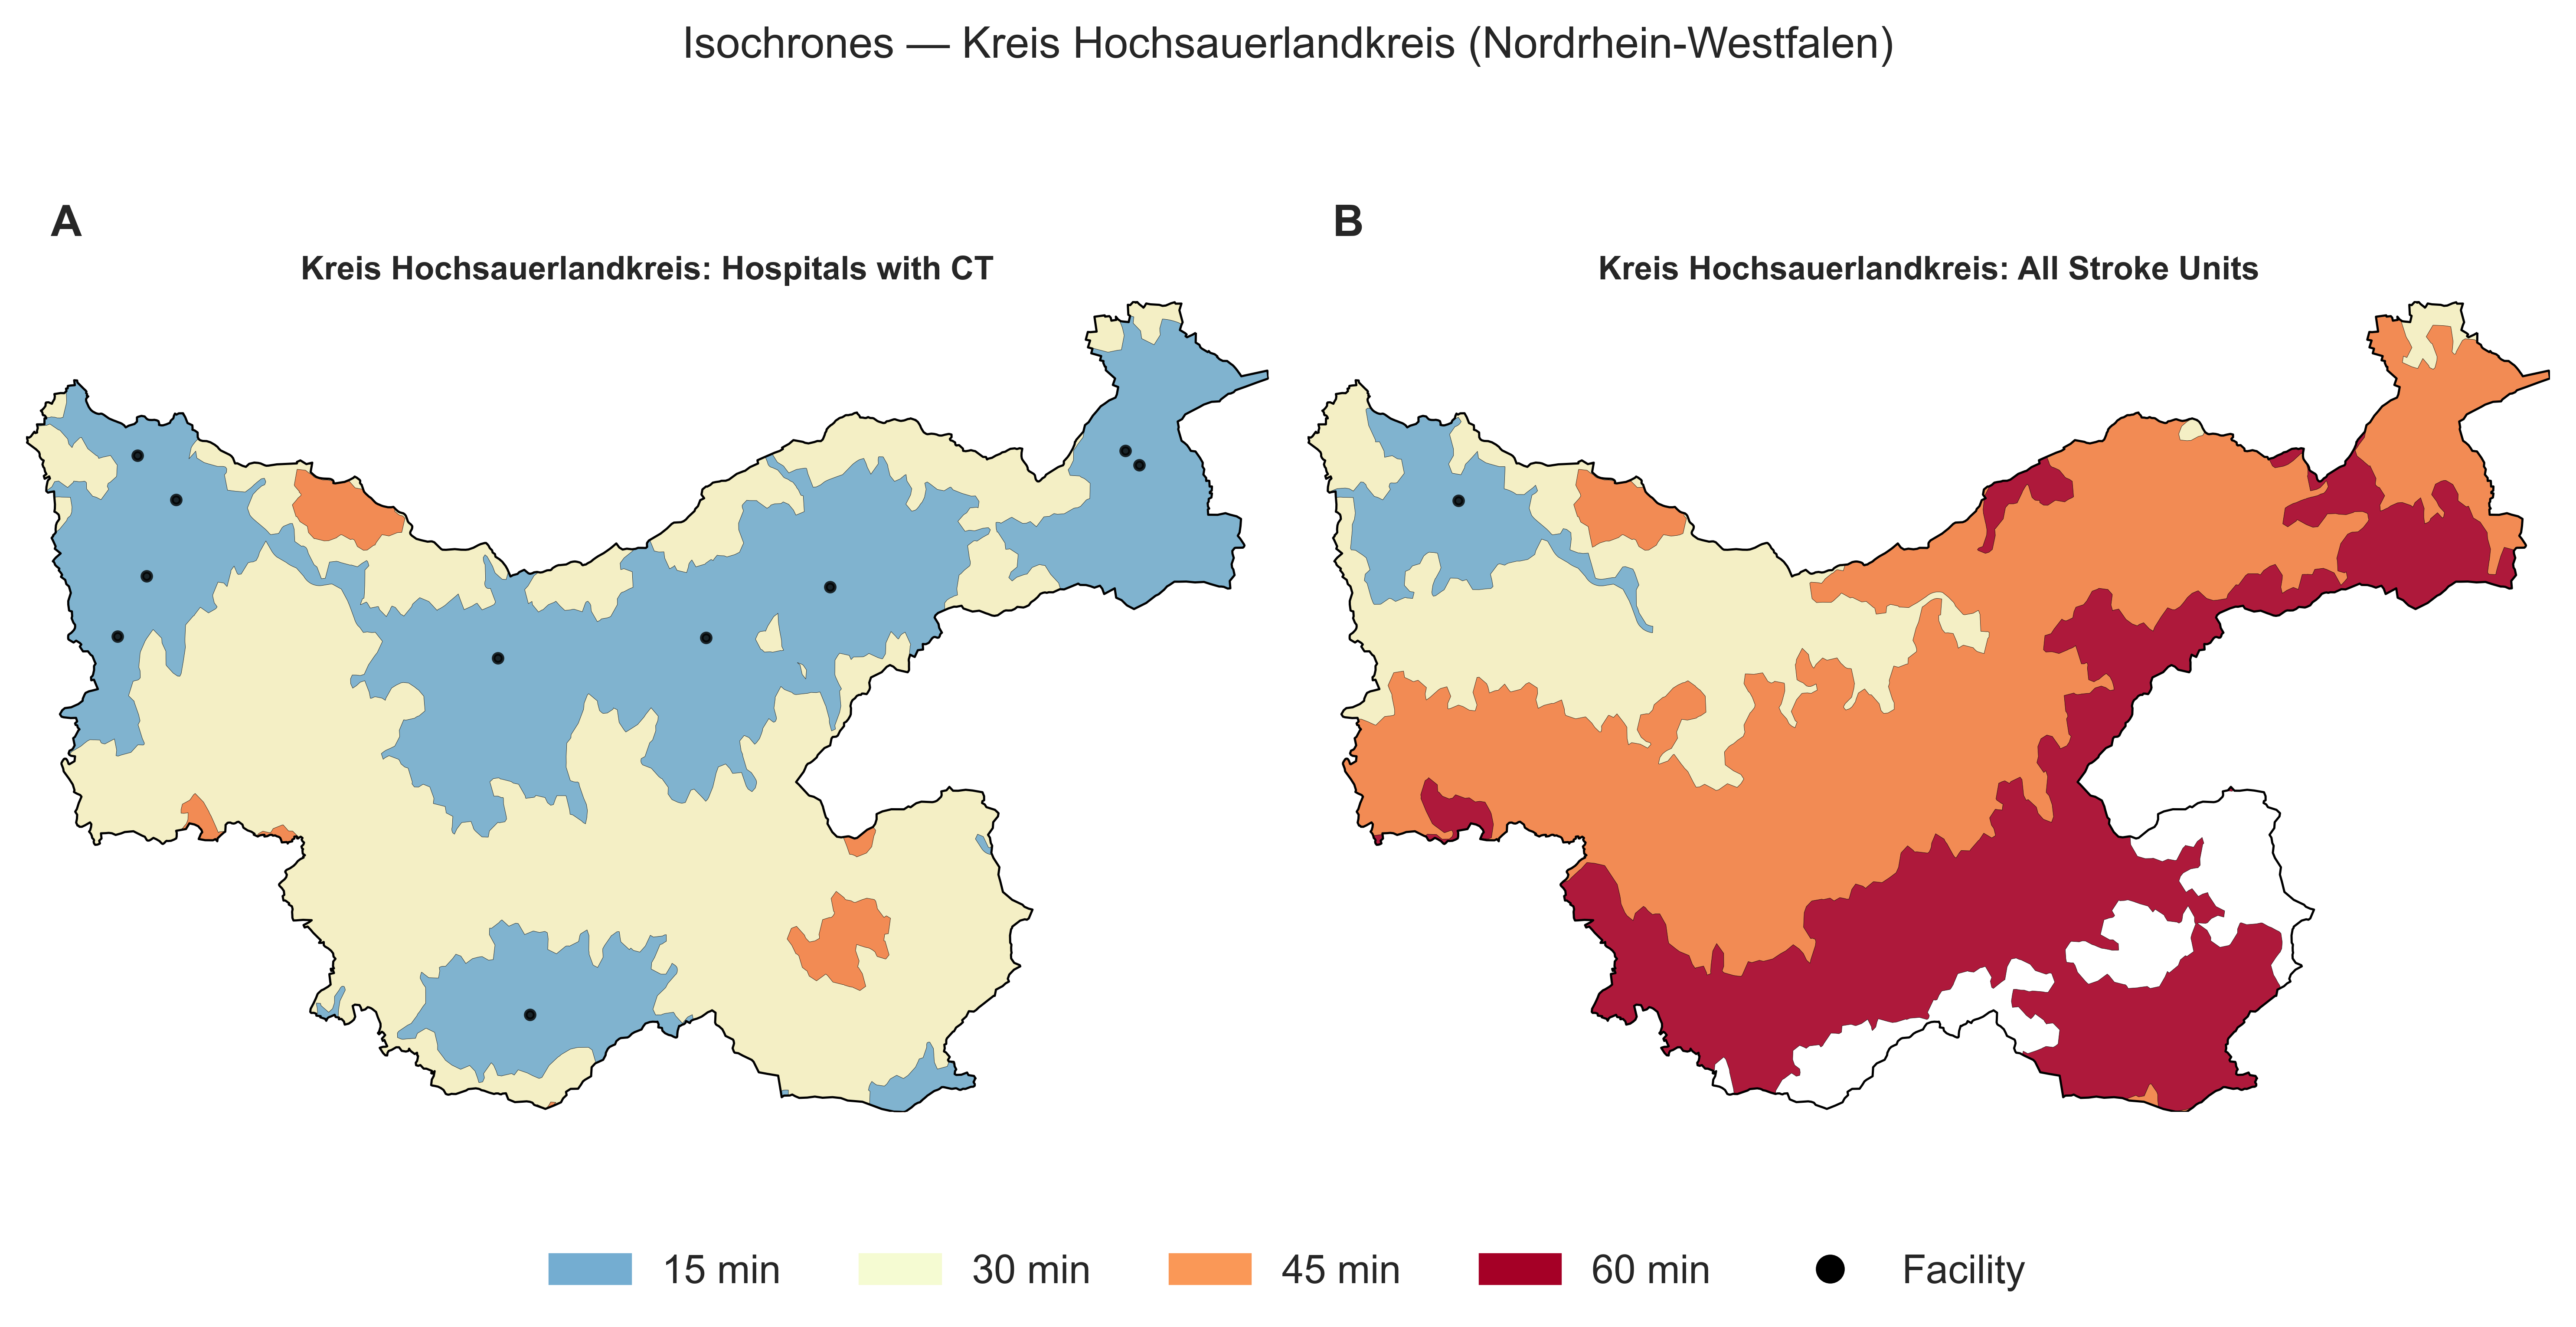 Isochrones — Kreis Hochsauerlandkreis (Nordrhein-Westfalen)
A
Kreis Hochsauerlandkreis: Hospitals with CT
B
Kreis Hochsauerlandkreis: All Stroke Units
15 min
30 min
45 min
60 min
Facility